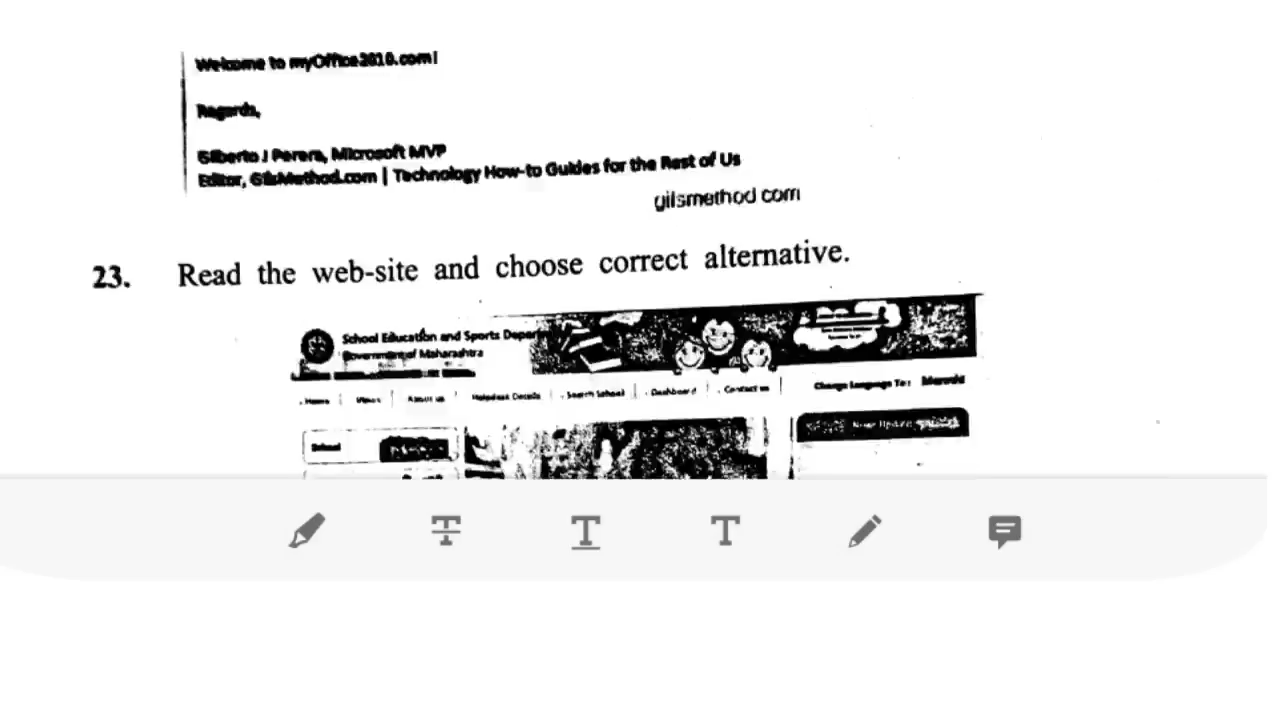 Welcome to myOffice2010.com!
Regards,
Gilberto J Perera, Microsoft MVP
Editor, GilsMethod.com | Technology How-to Guides for the Rest of Us
gilsmethod com
23. Read the web-site and choose correct alternative.
School Education and Sports
Government of Maharashtra
Home
About us
Helpdesk Details
Search School
Dashboard
Contact us
Change Language To:
School
T
T
T